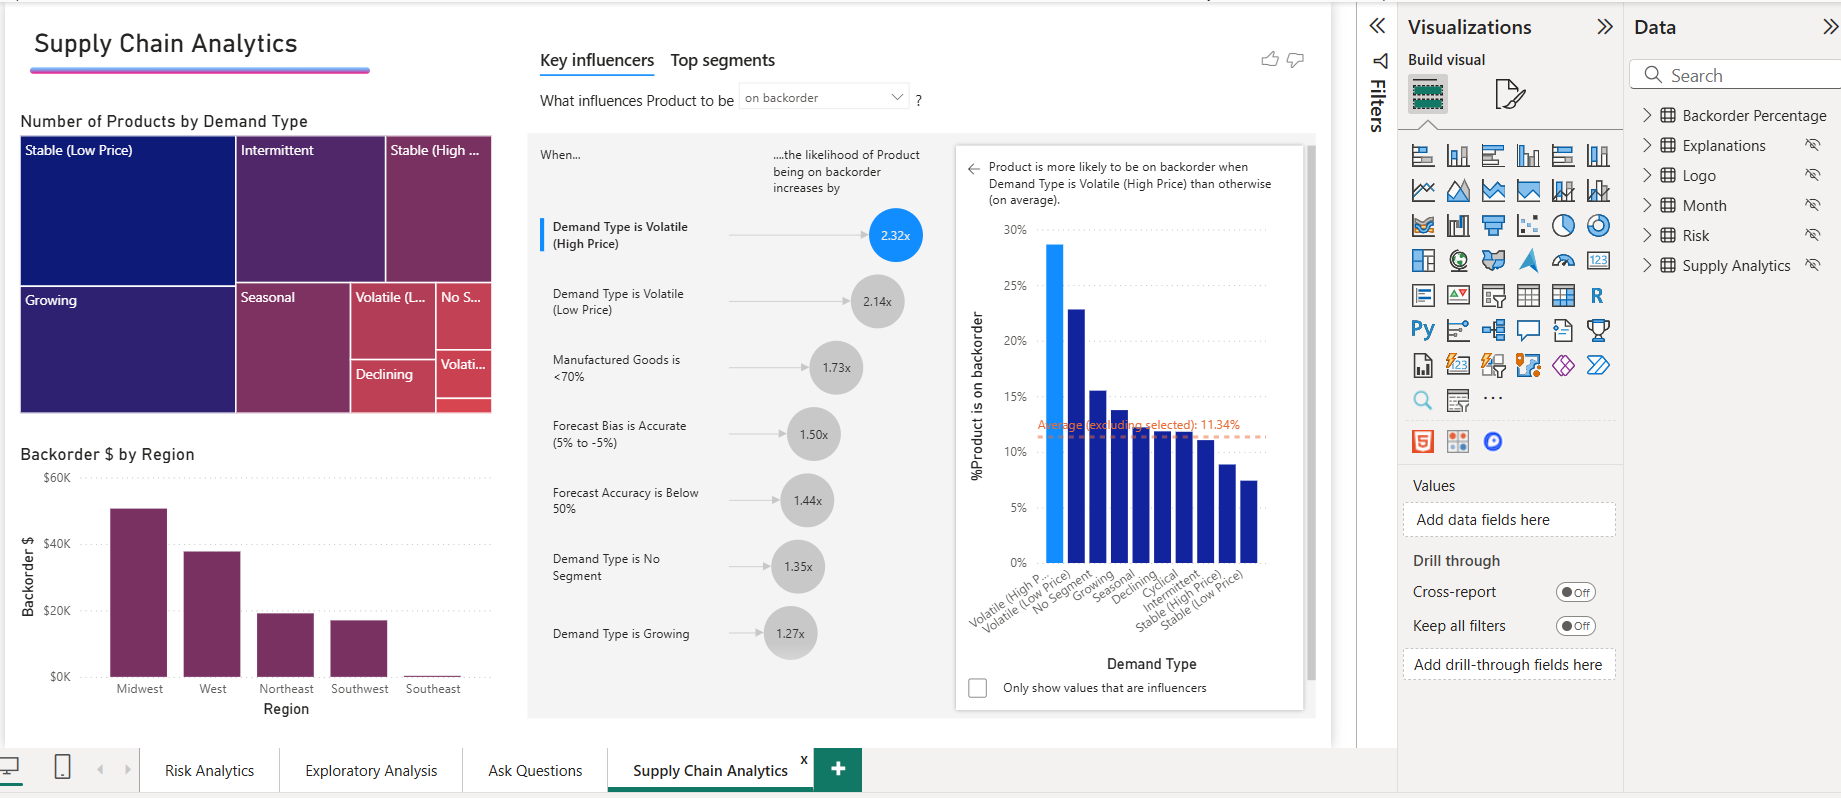 Supply Chain Analytics
Number of Products by Demand Type
Stable (Low Price)
Intermittent
Stable (High ...
Growing
Seasonal
Volatile (L...
No S...
Declining
Volati...
Backorder $ by Region
Backorder $
$60K
$40K
$20K
$0K
Midwest
West
Northeast
Southwest
Southeast
Region
Key influencers
Top segments
What influences Product to be
on backorder
?
When...
....the likelihood of Product
being on backorder
increases by
Demand Type is Volatile
(High Price)
2.32x
Demand Type is Volatile
(Low Price)
2.14x
Manufactured Goods is
<70%
1.73x
Forecast Bias is Accurate
(5% to -5%)
1.50x
Forecast Accuracy is Below
50%
1.44x
Demand Type is No
Segment
1.35x
Demand Type is Growing
1.27x
Product is more likely to be on backorder when
Demand Type is Volatile (High Price) than otherwise
(on average).
%Product is on backorder
30%
25%
20%
15%
10%
5%
0%
Average (excluding selected): 11.34%
Volatile (High P...
Volatile (Low Price)
No Segment
Growing
Seasonal
Declining
Cyclical
Intermittent
Stable (High Price)
Stable (Low Price)
Demand Type
Only show values that are influencers
Filters
Visualizations
Build visual
123
R
Py
123
5
...
Values
Add data fields here
Drill through
Cross-report
Off
Keep all filters
Off
Add drill-through fields here
Data
Search
Backorder Percentage
Explanations
Logo
Month
Risk
Supply Analytics
Risk Analytics
Exploratory Analysis
Ask Questions
Supply Chain Analytics
x
+